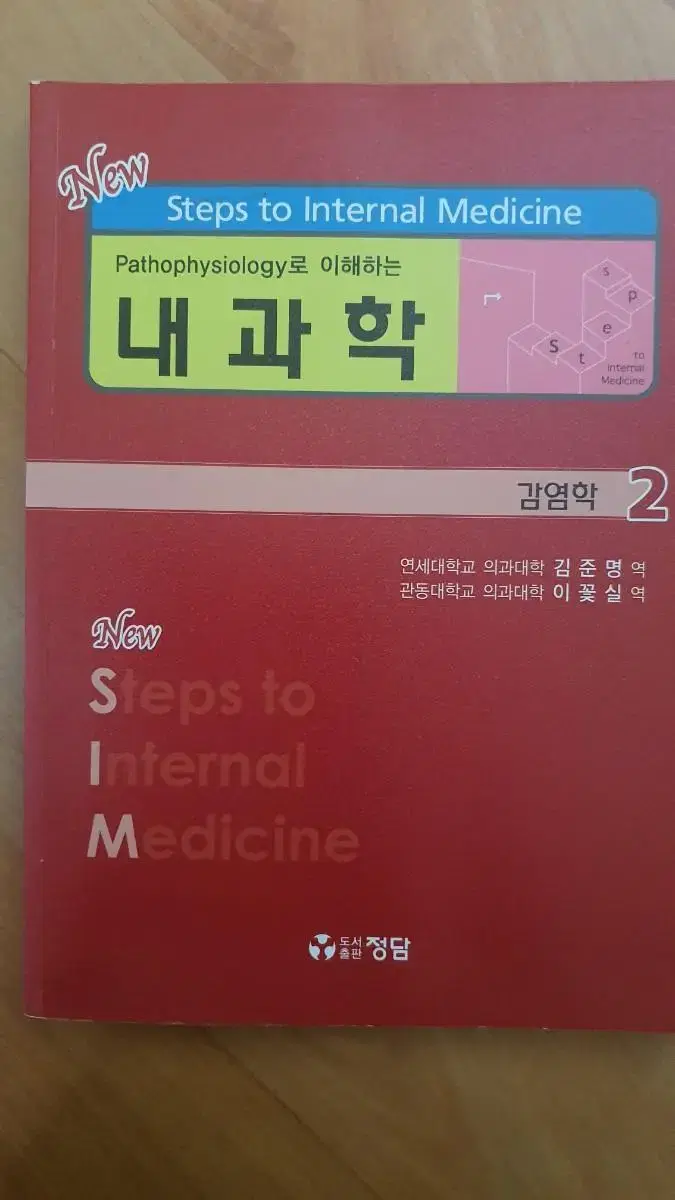 New
Steps to Internal Medicine
Pathophysiology로 이해하는
내과학
s
p
e
t
S
to
Internal
Medicine
감염학 2
연세대학교 의과대학 김준명 역
관동대학교 의과대학 이꽃실 역
New
Steps to
Internal
Medicine
도서
출판 정담